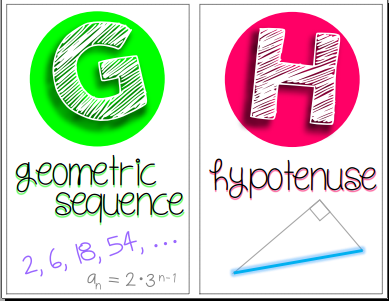 G
geometric
sequence
2, 6, 18, 54, ...
aₙ = 2·3ⁿ⁻¹
H
hypotenuse